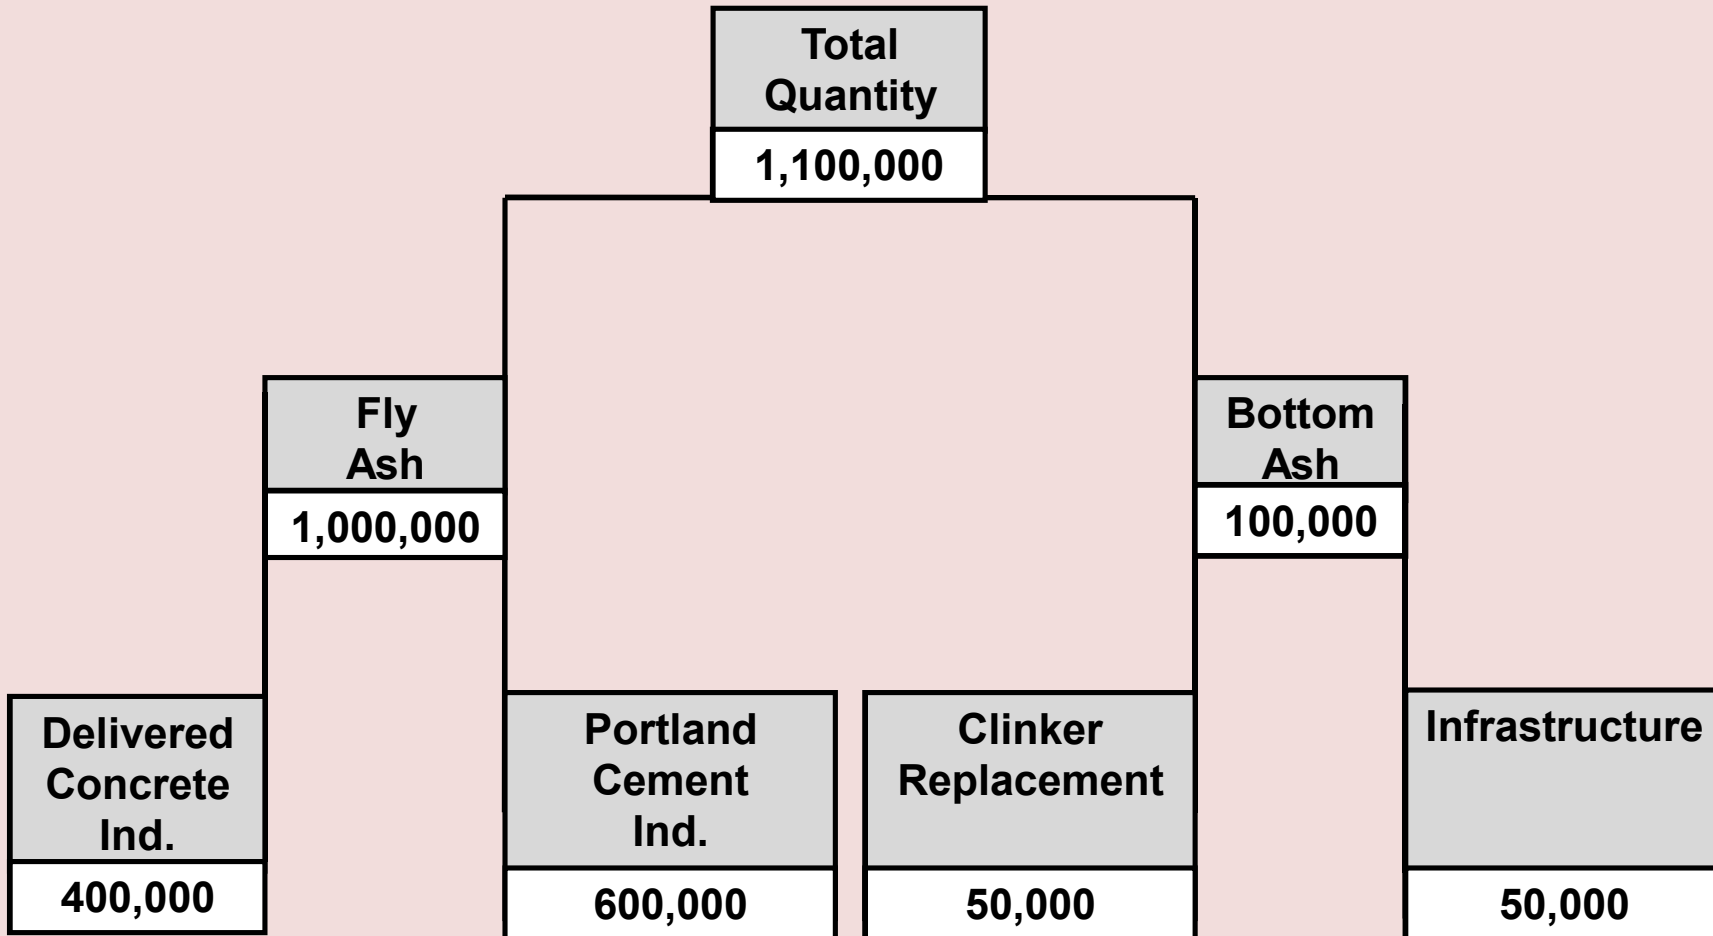 Total
Quantity
1,100,000
Fly
Ash
1,000,000
Bottom
Ash
100,000
Delivered
Concrete
Ind.
400,000
Portland
Cement
Ind.
600,000
Clinker
Replacement
50,000
Infrastructure
50,000